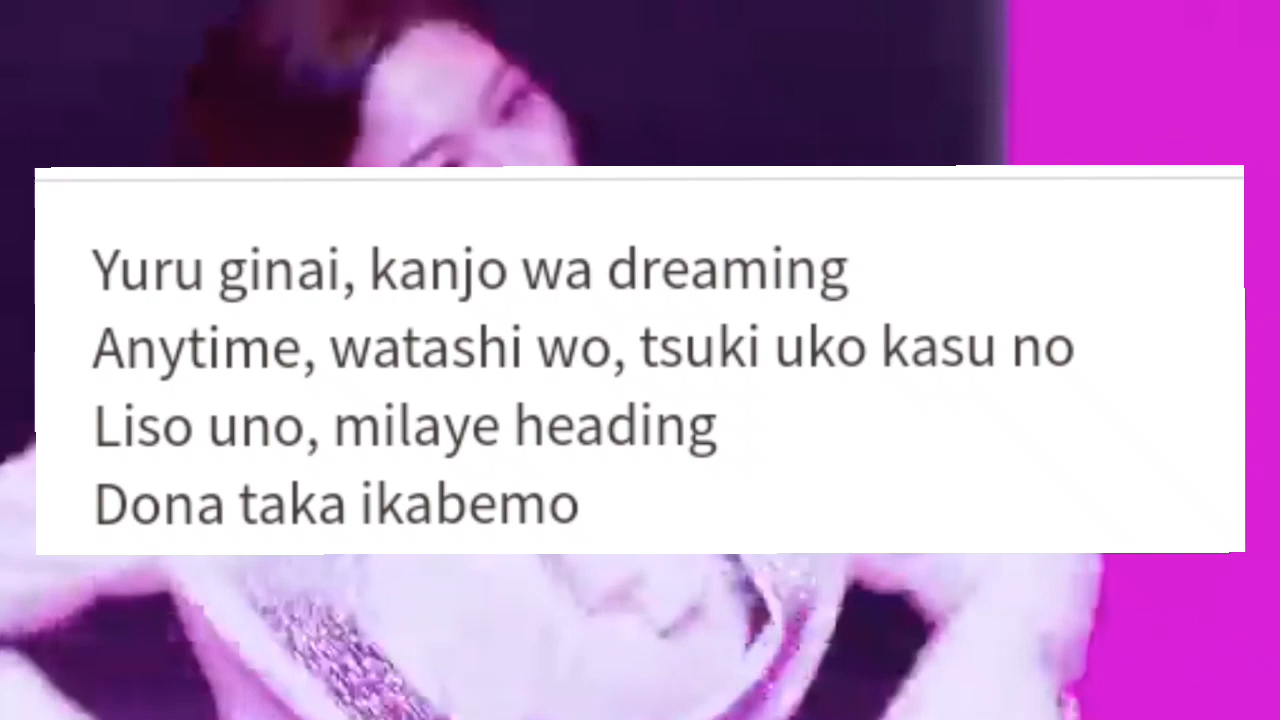 Yuru ginai, kanjo wa dreaming
Anytime, watashi wo, tsuki uko kasu no
Liso uno, milaye heading
Dona taka ikabemo